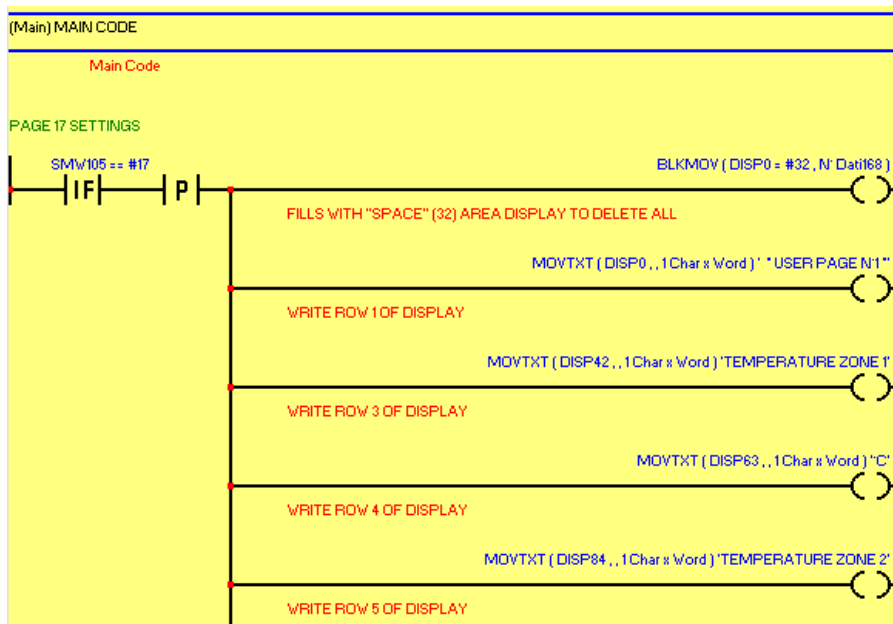 (Main) MAIN CODE
Main Code
PAGE 17 SETTINGS
SMW105 == #17
BLKMOV ( DISP0 = #32 , N° Dati168 )
IF
P
FILLS WITH "SPACE" (32) AREA DISPLAY TO DELETE ALL
MOVTXT ( DISP0 , , 1 Char x Word ) ' "USER PAGE N°1"'
WRITE ROW 1 OF DISPLAY
MOVTXT ( DISP42 , , 1 Char x Word ) 'TEMPERATURE ZONE 1'
WRITE ROW 3 OF DISPLAY
MOVTXT ( DISP63 , , 1 Char x Word ) '°C'
WRITE ROW 4 OF DISPLAY
MOVTXT ( DISP84 , , 1 Char x Word ) 'TEMPERATURE ZONE 2'
WRITE ROW 5 OF DISPLAY